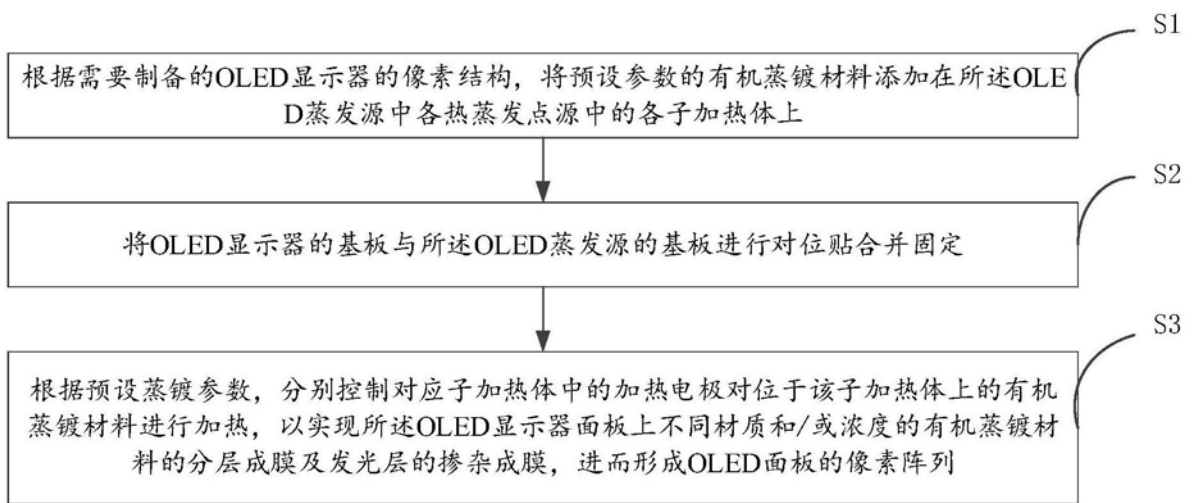 S1
根据需要制备的OLED显示器的像素结构，将预设参数的有机蒸镀材料添加在所述OLE
D蒸发源中各热蒸发点源中的各子加热体上
S2
将OLED显示器的基板与所述OLED蒸发源的基板进行对位贴合并固定
S3
根据预设蒸镀参数，分别控制对应子加热体中的加热电极对位于该子加热体上的有机
蒸镀材料进行加热，以实现所述OLED显示器面板上不同材质和/或浓度的有机蒸镀材
料的分层成膜及发光层的掺杂成膜，进而形成OLED面板的像素阵列